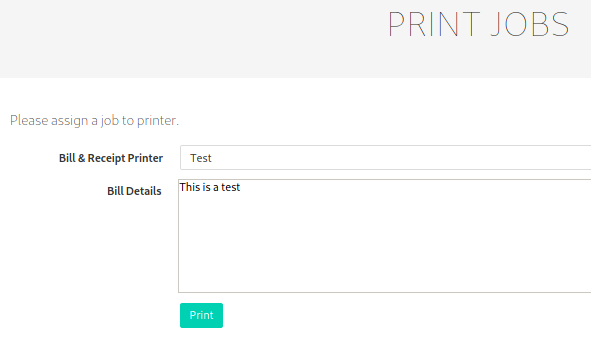 PRINT JOBS
Please assign a job to printer.
Bill & Receipt Printer Test
Bill Details This is a test
Print